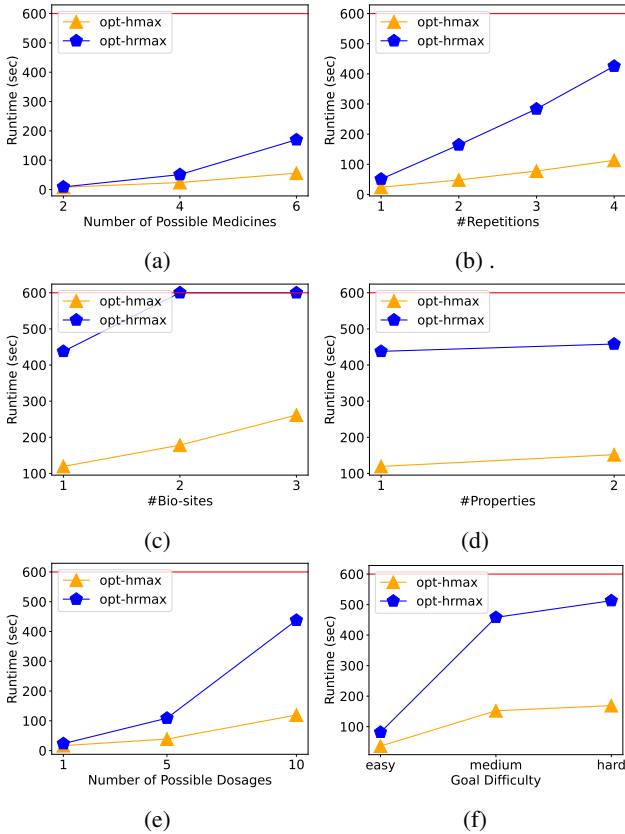 600
500
400
300
200
100
0
Runtime (sec)
opt-hmax
opt-hrmax
2 4 6
Number of Possible Medicines
(a)
600
500
400
300
200
100
0
Runtime (sec)
opt-hmax
opt-hrmax
1 2 3 4
#Repetitions
(b) .
600
500
400
300
200
100
Runtime (sec)
opt-hmax
opt-hrmax
1 2 3
#Bio-sites
(c)
600
500
400
300
200
100
Runtime (sec)
opt-hmax
opt-hrmax
1 2
#Properties
(d)
600
500
400
300
200
100
0
Runtime (sec)
opt-hmax
opt-hrmax
1 5 10
Number of Possible Dosages
(e)
600
500
400
300
200
100
Runtime (sec)
opt-hmax
opt-hrmax
easy medium hard
Goal Difficulty
(f)